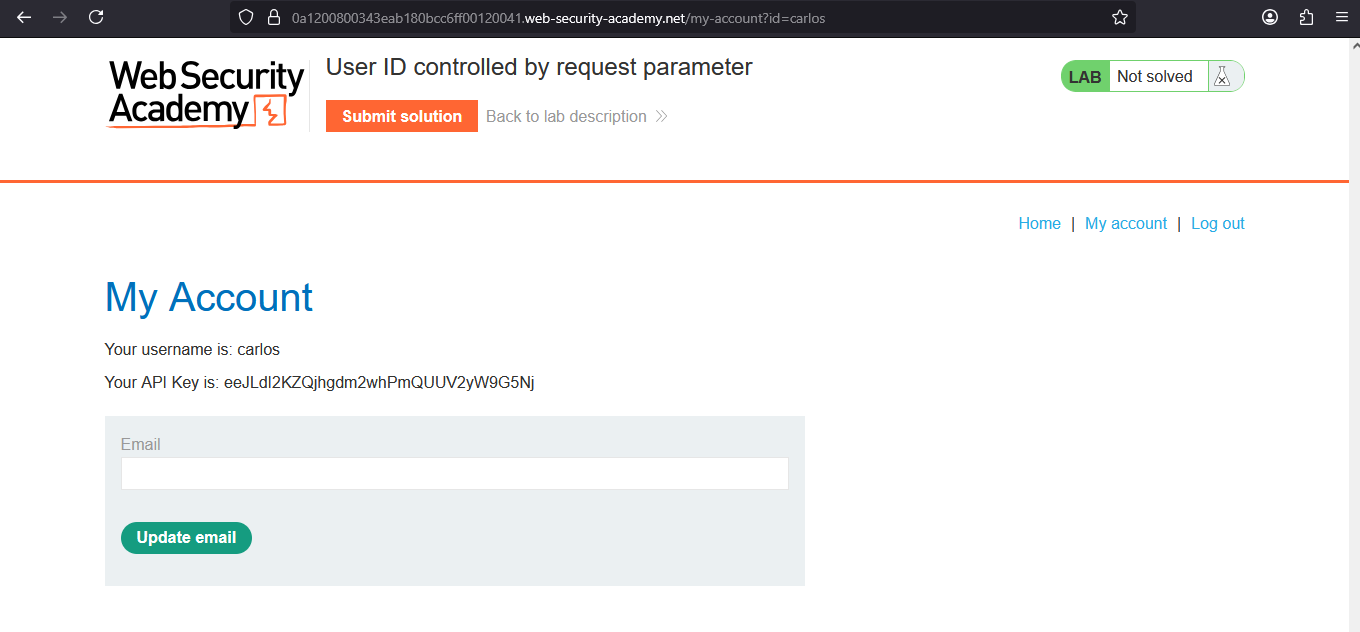 0a1200800343eab180bcc6ff00120041.web-security-academy.net/my-account?id=carlos
Web Security
Academy
User ID controlled by request parameter
Submit solution
Back to lab description
LAB
Not solved
Home | My account | Log out
My Account
Your username is: carlos
Your API Key is: eeJLdl2KZQjhgdm2whPmQUUV2yW9G5Nj
Email
Update email